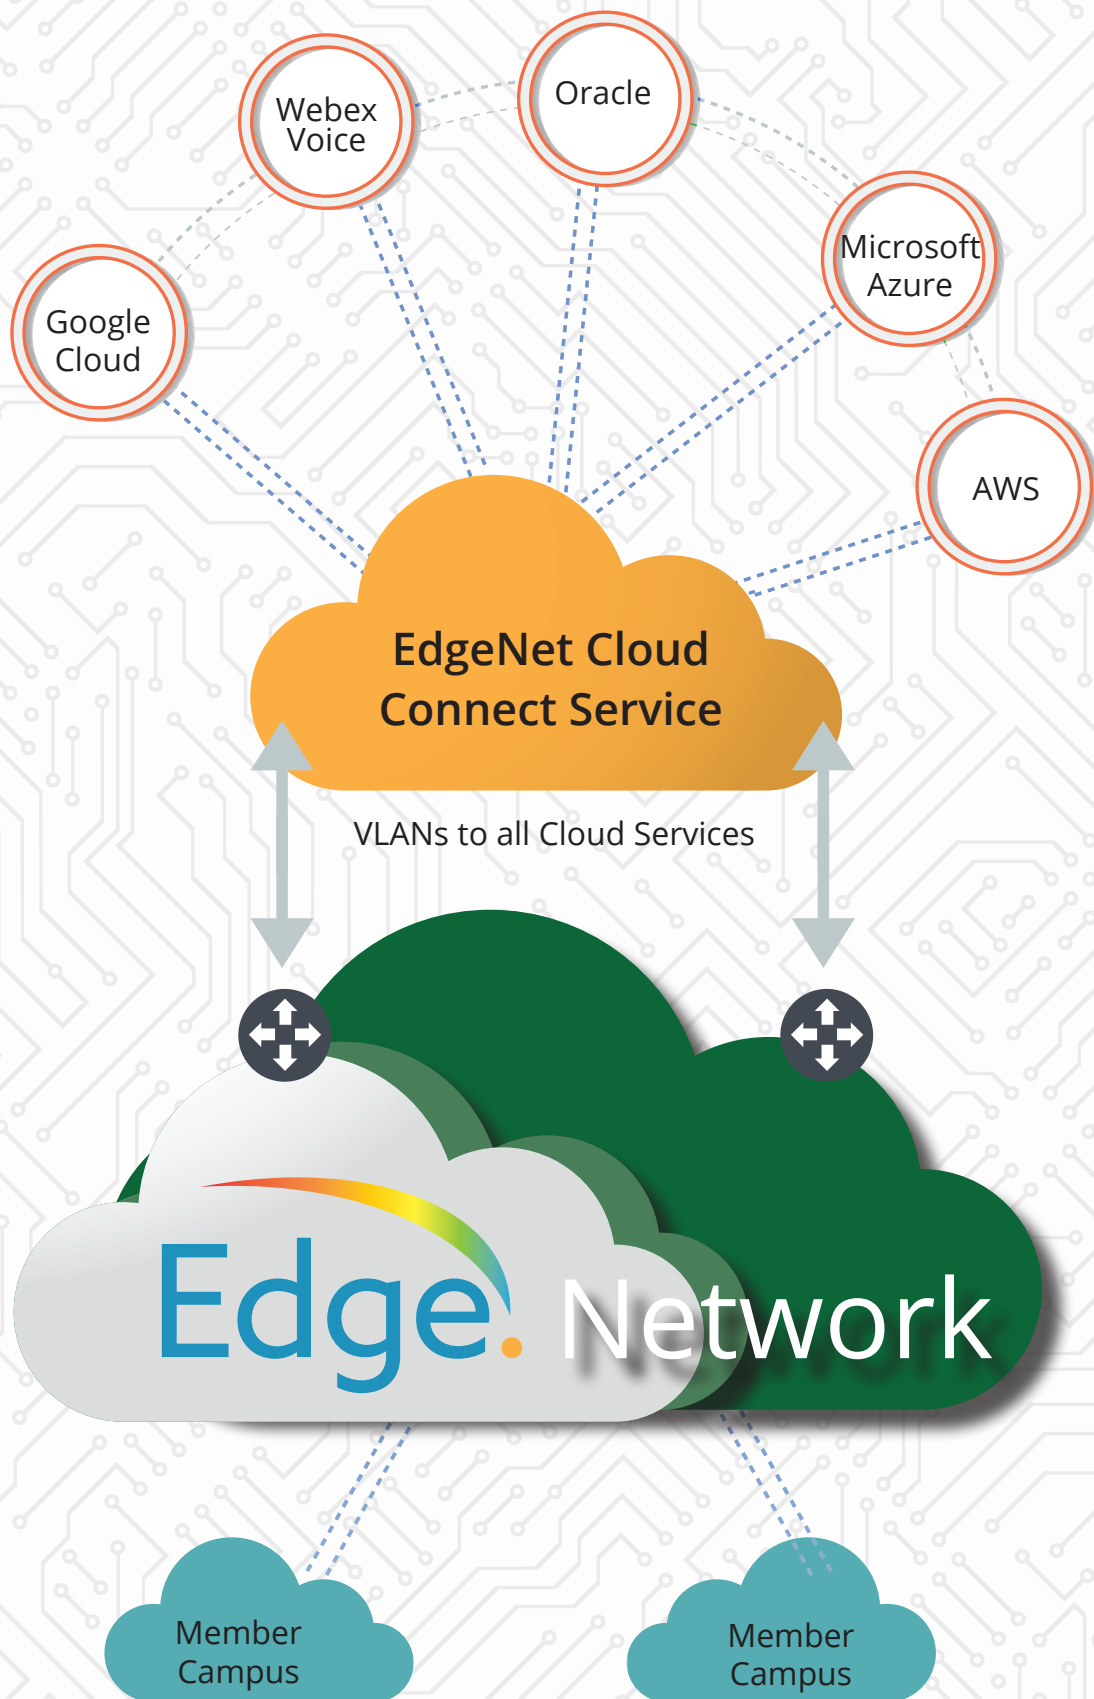 Oracle
Webex
Voice
Microsoft
Azure
Google
Cloud
AWS
EdgeNet Cloud
Connect Service
VLANs to all Cloud Services
Edge. Network
Member
Campus
Member
Campus